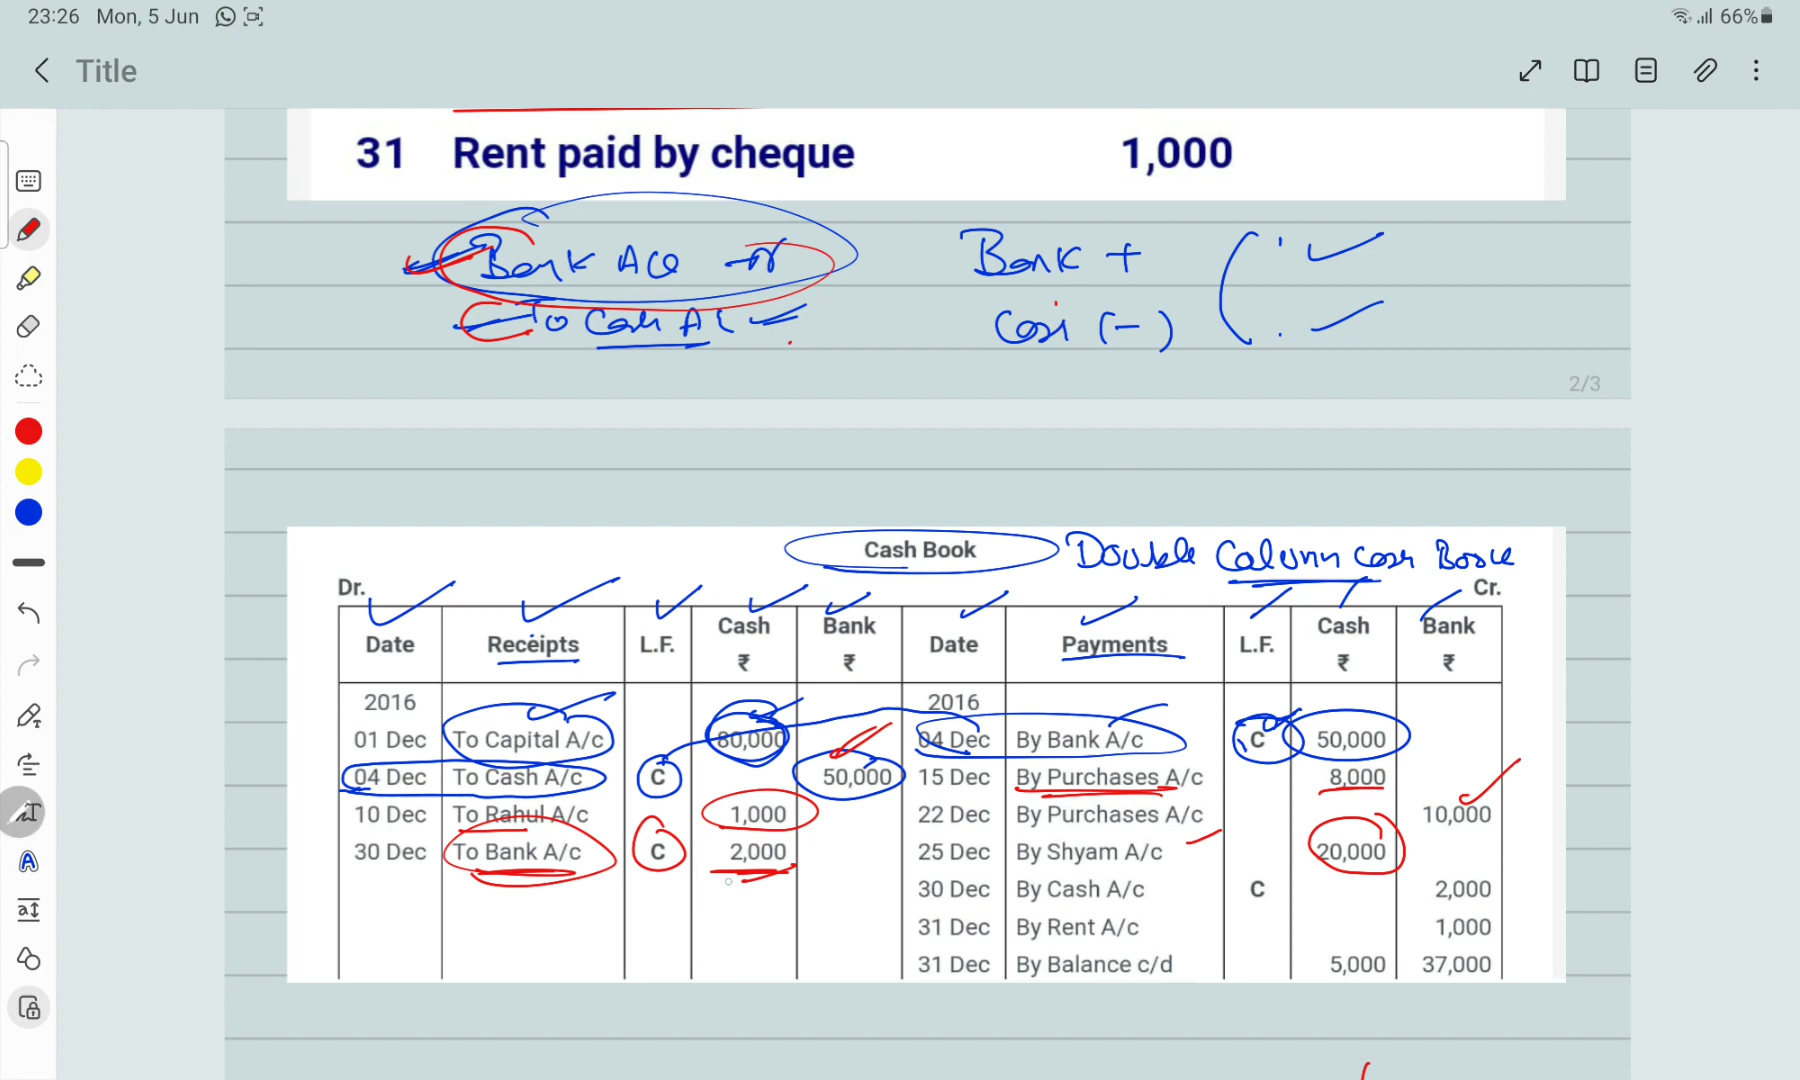 23:26 Mon, 5 Jun 66%
Title
31 Rent paid by cheque 1,000
Bank A/c Dr Bank +
To Cash A/c Cash (-)
2/3
Cash Book Double Column Cash Book
Dr. Cr.
Date Receipts L.F. Cash ₹ Bank ₹ Date Payments L.F. Cash ₹ Bank ₹
2016 2016
01 Dec To Capital A/c 80,000 04 Dec By Bank A/c C 50,000
04 Dec To Cash A/c C 50,000 15 Dec By Purchases A/c 8,000
10 Dec To Rahul A/c 1,000 22 Dec By Purchases A/c 10,000
30 Dec To Bank A/c C 2,000 25 Dec By Shyam A/c 20,000
30 Dec By Cash A/c C 2,000
31 Dec By Rent A/c 1,000
31 Dec By Balance c/d 5,000 37,000